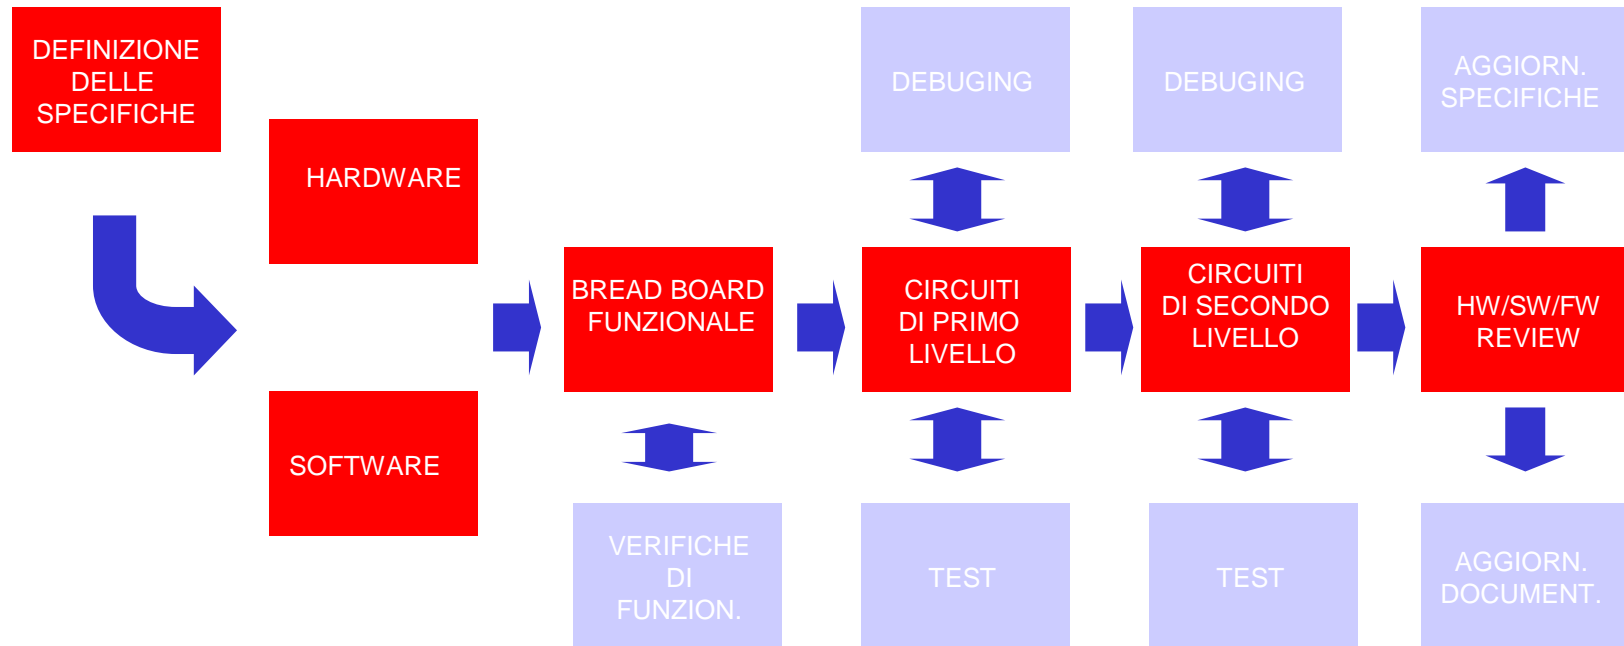 DEFINIZIONE
DELLE
SPECIFICHE
HARDWARE
SOFTWARE
BREAD BOARD
FUNZIONALE
VERIFICHE
DI
FUNZION.
DEBUGING
CIRCUITI
DI PRIMO
LIVELLO
TEST
DEBUGING
CIRCUITI
DI SECONDO
LIVELLO
TEST
AGGIORN.
SPECIFICHE
HW/SW/FW
REVIEW
AGGIORN.
DOCUMENT.